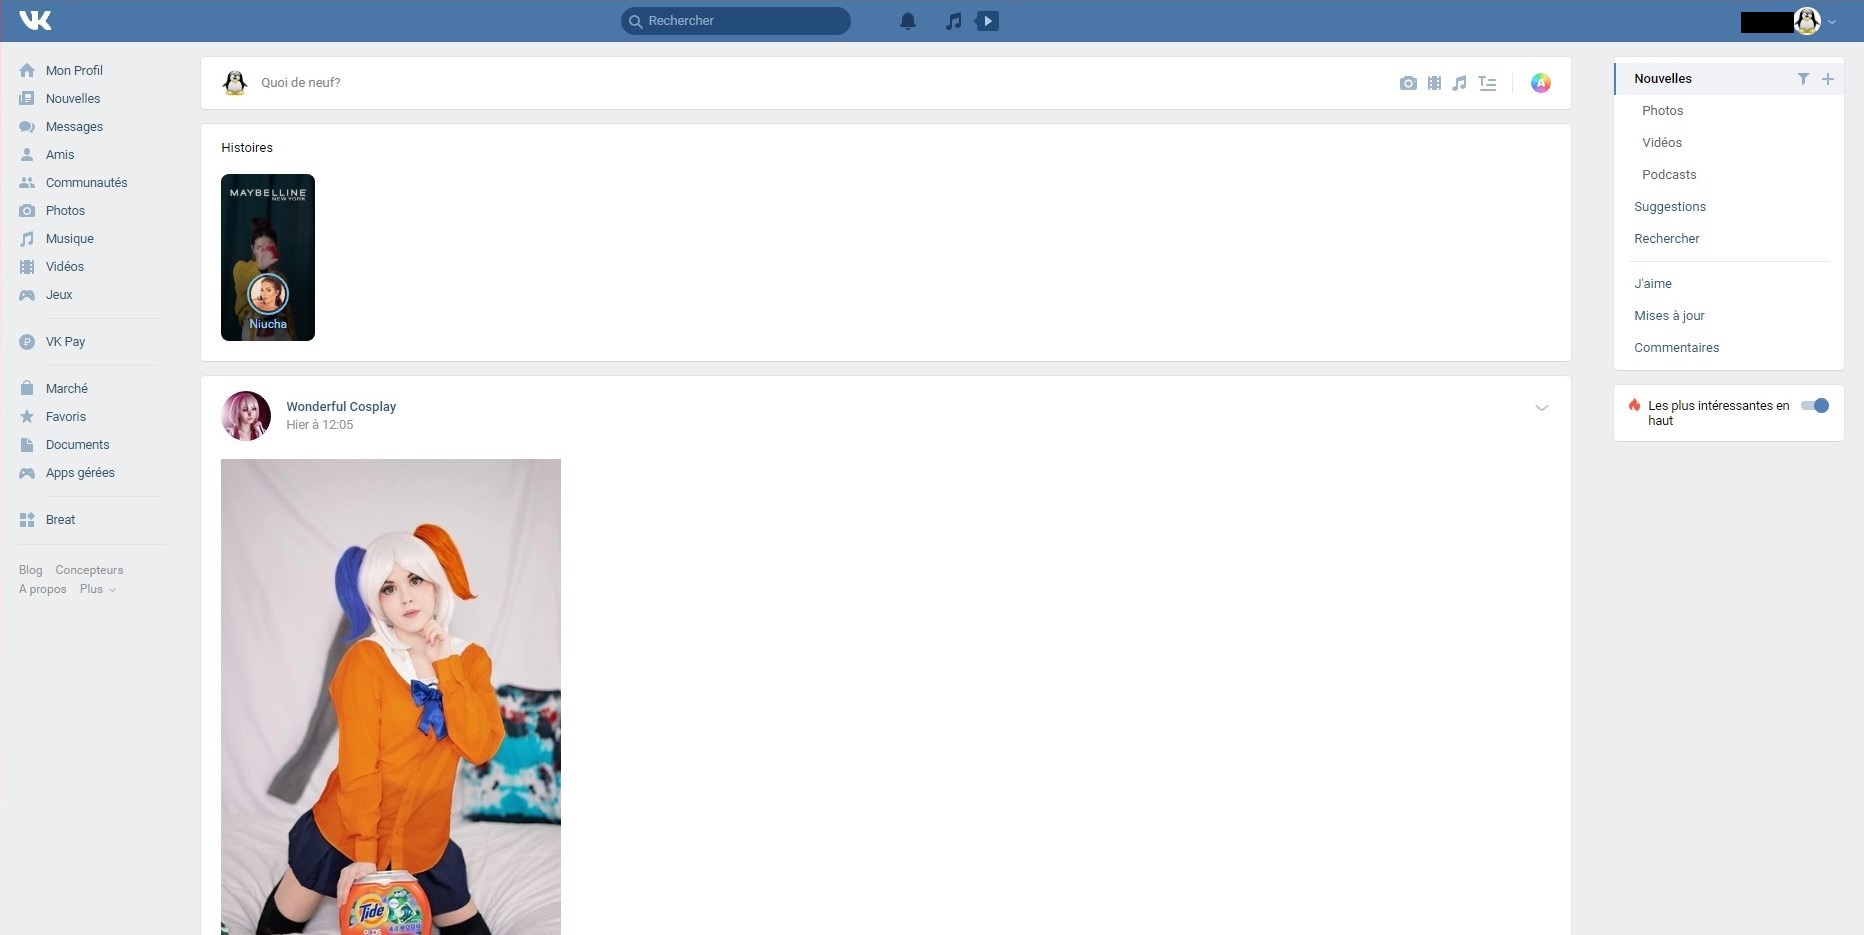 VK
Rechercher
Mon Profil
Nouvelles
Messages
Amis
Communautés
Photos
Musique
Vidéos
Jeux
VK Pay
Marché
Favoris
Documents
Apps gérées
Breat
Blog Concepteurs
A propos Plus
Quoi de neuf?
A
Histoires
MAYBELLINE
NEW YORK
Niucha
Wonderful Cosplay
Hier à 12:05
Tide
PODS
Nouvelles
Photos
Vidéos
Podcasts
Suggestions
Rechercher
J'aime
Mises à jour
Commentaires
Les plus intéressantes en
haut